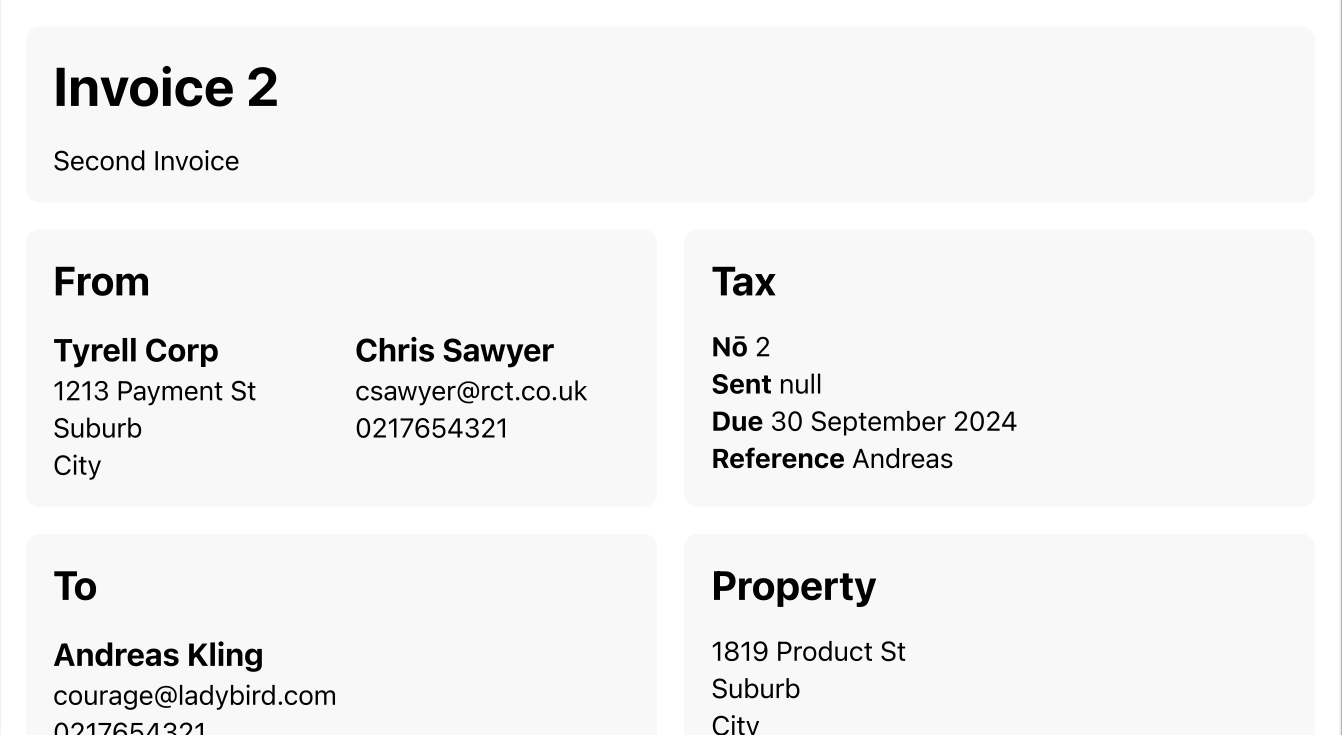 Invoice 2
Second Invoice
From
Tyrell Corp
1213 Payment St
Suburb
City
Chris Sawyer
csawyer@rct.co.uk
0217654321
Tax
Nō 2
Sent null
Due 30 September 2024
Reference Andreas
To
Andreas Kling
courage@ladybird.com
0217654321
Property
1819 Product St
Suburb
City